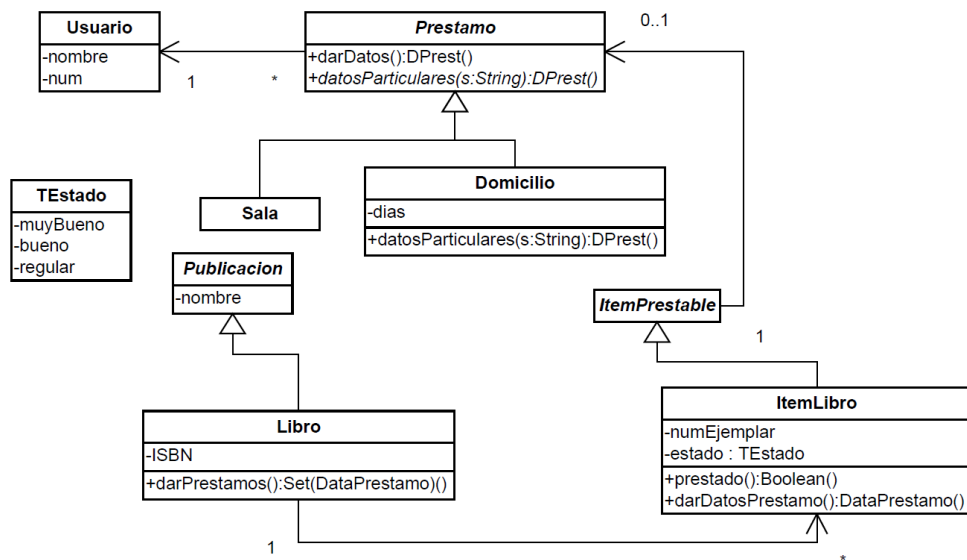 Usuario
-nombre
-num
1
*
Prestamo
+darDatos():DPrest()
+datosParticulares(s:String):DPrest()
0..1
TEstado
-muyBueno
-bueno
-regular
Sala
Domicilio
-dias
+datosParticulares(s:String):DPrest()
Publicacion
-nombre
ItemPrestable
1
Libro
-ISBN
+darPrestamos():Set(DataPrestamo)()
ItemLibro
-numEjemplar
-estado : TEstado
+prestado():Boolean()
+darDatosPrestamo():DataPrestamo()
1
*